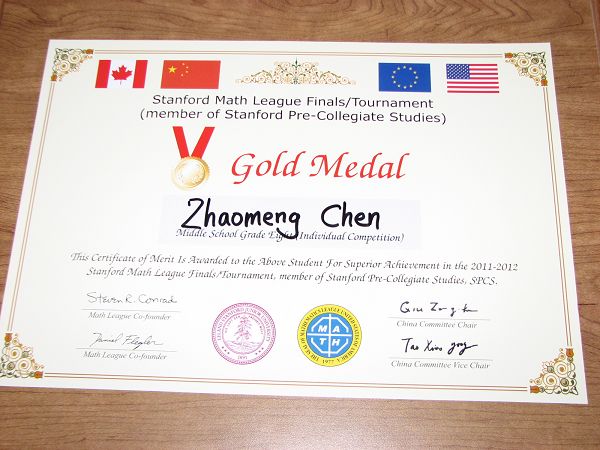 Stanford Math League Finals/Tournament
(member of Stanford Pre-Collegiate Studies)
Gold Medal
Zhaomeng Chen
Middle School Grade Eight (Individual Competition)
This Certificate of Merit Is Awarded to the Above Student For Superior Achievement in the 2011-2012
Stanford Math League Finals/Tournament, member of Stanford Pre-Collegiate Studies, SPCS.
Steven R. Conrad
Math League Co-founder
Daniel Flegler
Math League Co-founder
MATH
1977
China Committee Chair
China Committee Vice Chair